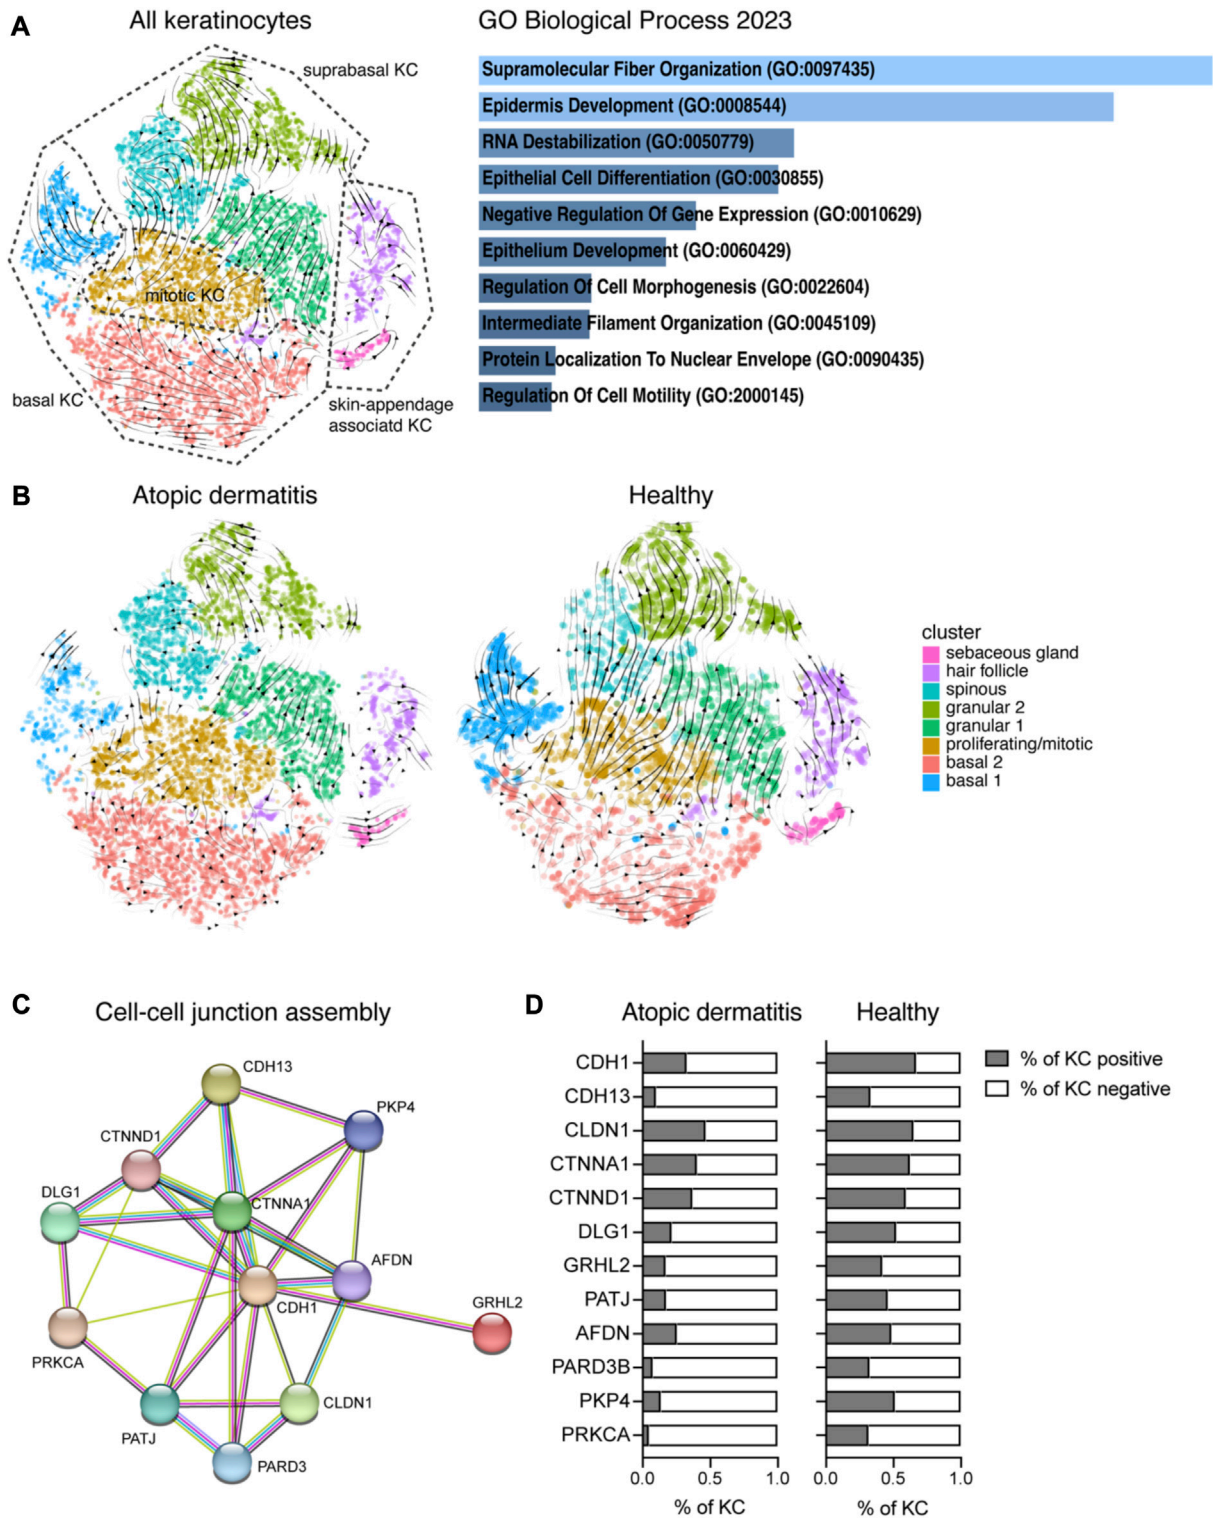 A
All keratinocytes
suprabasal KC
mitotic KC
basal KC
skin-appendage
associatd KC
GO Biological Process 2023
Supramolecular Fiber Organization (GO:0097435)
Epidermis Development (GO:0008544)
RNA Destabilization (GO:0050779)
Epithelial Cell Differentiation (GO:0030855)
Negative Regulation Of Gene Expression (GO:0010629)
Epithelium Development (GO:0060429)
Regulation Of Cell Morphogenesis (GO:0022604)
Intermediate Filament Organization (GO:0045109)
Protein Localization To Nuclear Envelope (GO:0090435)
Regulation Of Cell Motility (GO:2000145)
B
Atopic dermatitis
Healthy
cluster
sebaceous gland
hair follicle
spinous
granular 2
granular 1
proliferating/mitotic
basal 2
basal 1
C
Cell-cell junction assembly
CDH13
PKP4
CTNND1
DLG1
CTNNA1
AFDN
CDH1
GRHL2
PRKCA
CLDN1
PATJ
PARD3
D
Atopic dermatitis
Healthy
CDH1
CDH13
CLDN1
CTNNA1
CTNND1
DLG1
GRHL2
PATJ
AFDN
PARD3B
PKP4
PRKCA
0.0 0.5 1.0
% of KC
0.0 0.5 1.0
% of KC
% of KC positive
% of KC negative